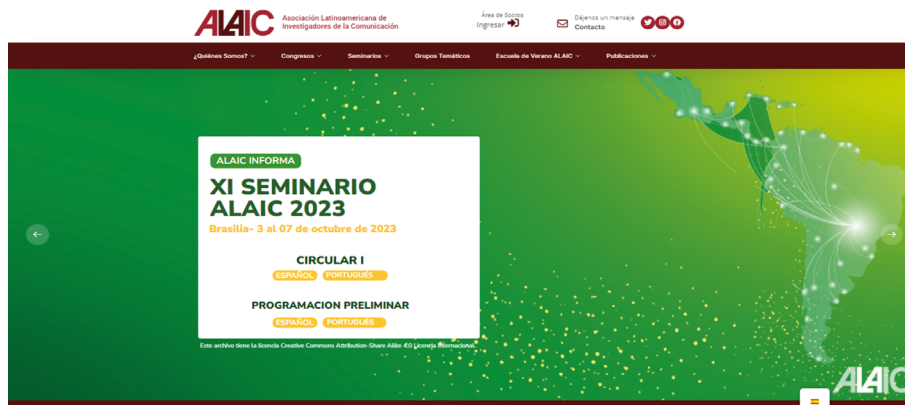 ALAIC
Asociación Latinoamericana de
Investigadores de la Comunicación
Área de Socios
Ingresar
Déjenos un mensaje
Contacto
¿Quiénes Somos?
Congresos
Seminarios
Grupos Temáticos
Escuela de Verano ALAIC
Publicaciones
ALAIC INFORMA
XI SEMINARIO
ALAIC 2023
Brasilia- 3 al 07 de octubre de 2023
CIRCULAR I
ESPAÑOL PORTUGUÉS
PROGRAMACION PRELIMINAR
ESPAÑOL PORTUGUÉS
Este archivo tiene la licencia Creative Commons Attribution-Share Alike 4.0 Licencia Internacional.
ALAIC